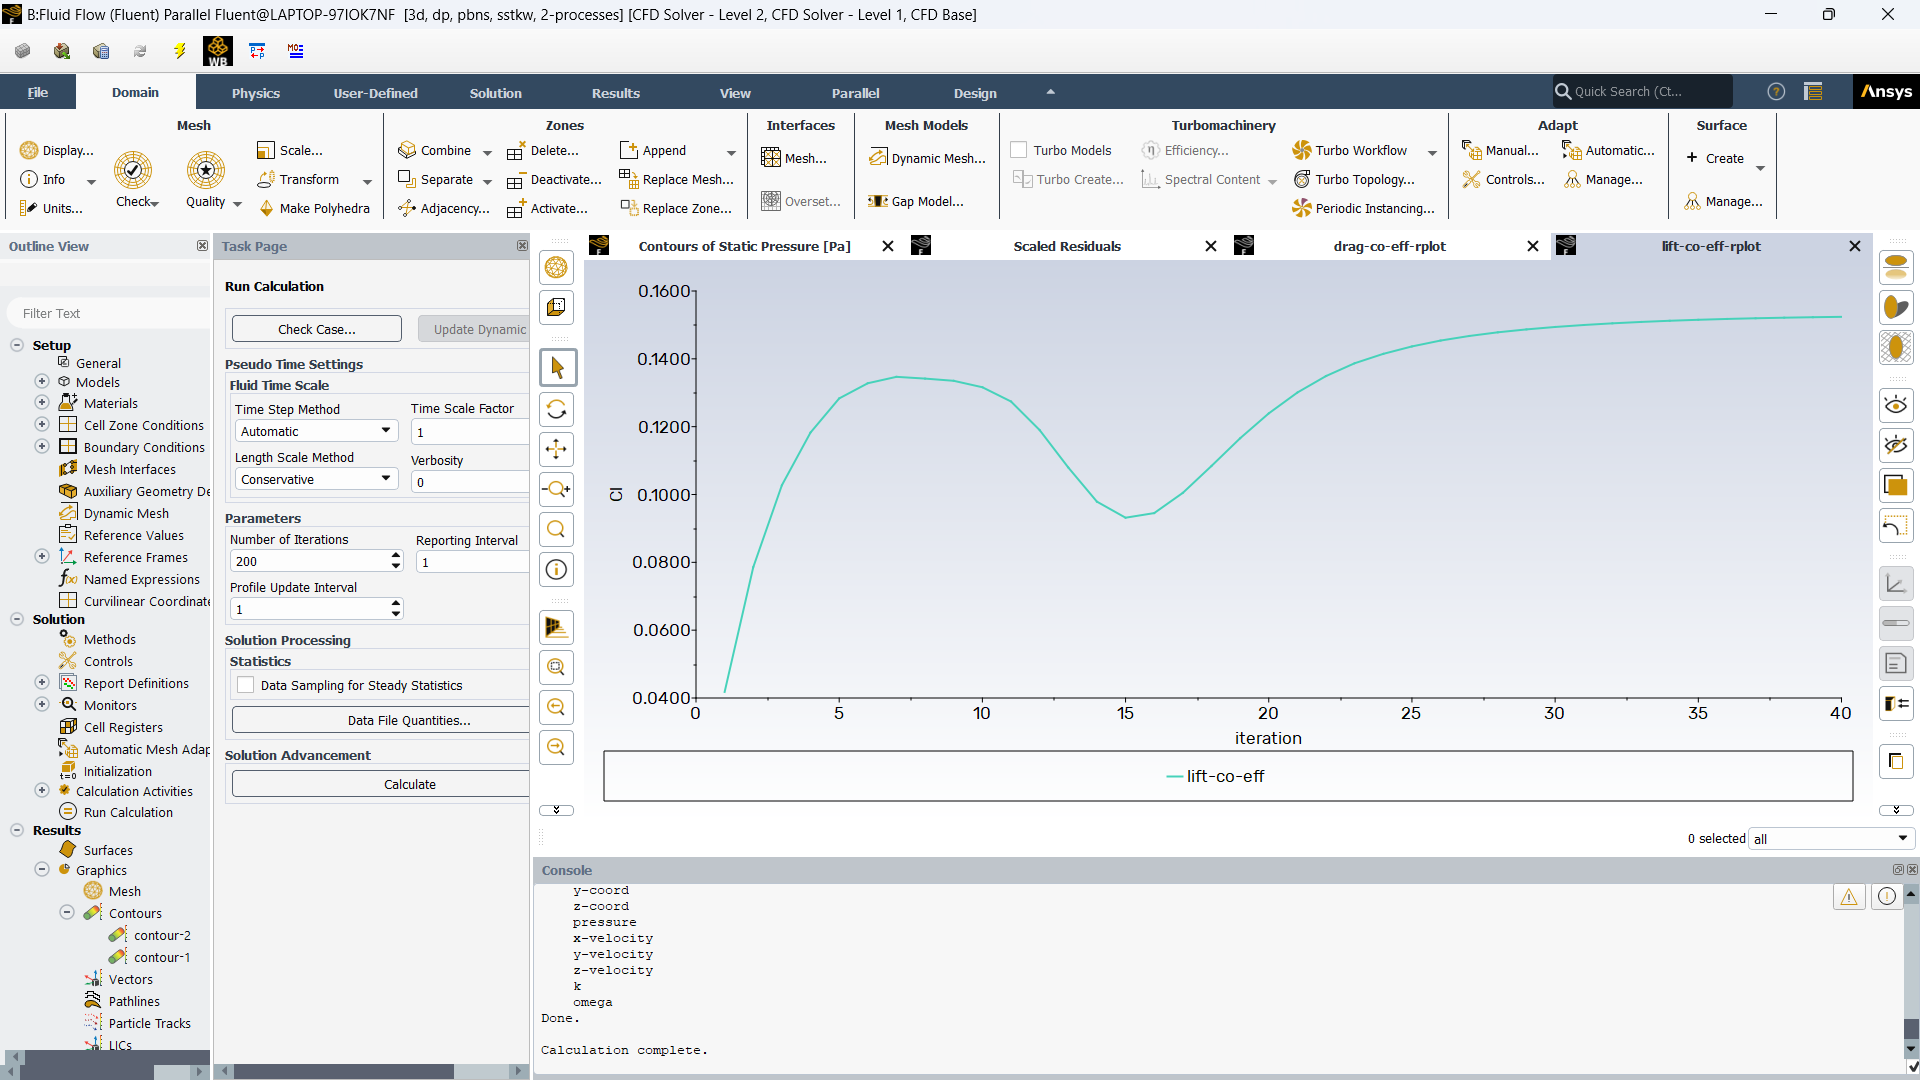 B:Fluid Flow (Fluent) Parallel Fluent@LAPTOP-97IOK7NF [3d, dp, pbns, sstkw, 2-processes] [CFD Solver - Level 2, CFD Solver - Level 1, CFD Base]
WB
File Domain Physics User-Defined Solution Results View Parallel Design Quick Search (Ct... Ansys
Mesh
Display...
Info
Units...
Check
Quality
Scale...
Transform
Make Polyhedra
Zones
Combine
Separate
Adjacency...
Delete...
Deactivate...
Activate...
Append
Replace Mesh...
Replace Zone...
Interfaces
Mesh...
Overset...
Mesh Models
Dynamic Mesh...
Gap Model...
Turbomachinery
Turbo Models
Turbo Create...
Efficiency...
Spectral Content
Turbo Workflow
Turbo Topology...
Periodic Instancing...
Adapt
Manual...
Controls...
Automatic...
Manage...
Surface
+ Create
Manage...
Outline View
Filter Text
Setup
General
Models
Materials
Cell Zone Conditions
Boundary Conditions
Mesh Interfaces
Auxiliary Geometry De
Dynamic Mesh
Reference Values
Reference Frames
Named Expressions
Curvilinear Coordinate
Solution
Methods
Controls
Report Definitions
Monitors
Cell Registers
Automatic Mesh Adap
Initialization
Calculation Activities
Run Calculation
Results
Surfaces
Graphics
Mesh
Contours
contour-2
contour-1
Vectors
Pathlines
Particle Tracks
LICs
Task Page
Run Calculation
Check Case...
Update Dynamic
Pseudo Time Settings
Fluid Time Scale
Time Step Method
Time Scale Factor
Automatic
1
Length Scale Method
Verbosity
Conservative
0
Parameters
Number of Iterations
Reporting Interval
200
1
Profile Update Interval
1
Solution Processing
Statistics
Data Sampling for Steady Statistics
Data File Quantities...
Solution Advancement
Calculate
Contours of Static Pressure [Pa]
Scaled Residuals
drag-co-eff-rplot
lift-co-eff-rplot
0.1600
0.1400
0.1200
Cl
0.1000
0.0800
0.0600
0.0400
0 5 10 15 20 25 30 35 40
iteration
lift-co-eff
0 selected all
Console
y-coord
z-coord
pressure
x-velocity
y-velocity
z-velocity
k
omega
Done.
Calculation complete.